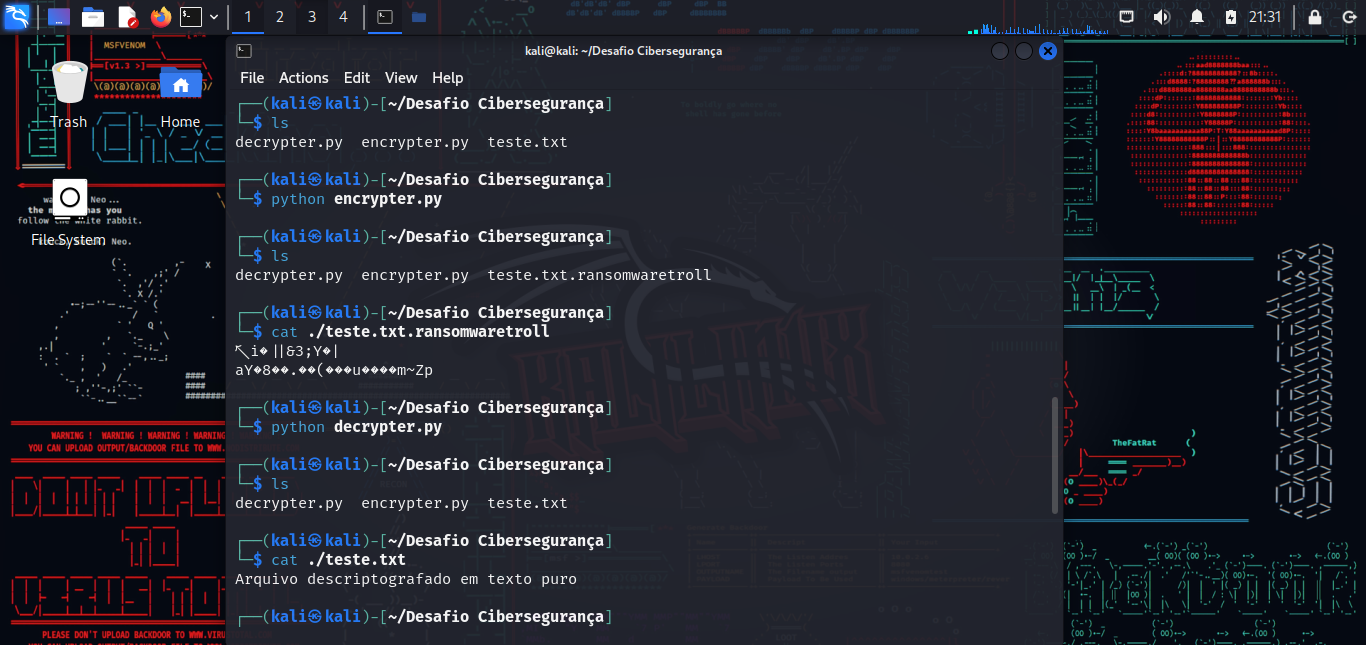 1 2 3 4
21:31
kali@kali: ~/Desafio Cibersegurança
File Actions Edit View Help
┌──(kali㉿kali)-[~/Desafio Cibersegurança]
└─$ ls
decrypter.py encrypter.py teste.txt
┌──(kali㉿kali)-[~/Desafio Cibersegurança]
└─$ python encrypter.py
┌──(kali㉿kali)-[~/Desafio Cibersegurança]
└─$ ls
decrypter.py encrypter.py teste.txt.ransomwaretroll
┌──(kali㉿kali)-[~/Desafio Cibersegurança]
└─$ cat ./teste.txt.ransomwaretroll
↖i�||&3;Y�|
aY�8��.��(���u����m~Zp
┌──(kali㉿kali)-[~/Desafio Cibersegurança]
└─$ python decrypter.py
┌──(kali㉿kali)-[~/Desafio Cibersegurança]
└─$ ls
decrypter.py encrypter.py teste.txt
┌──(kali㉿kali)-[~/Desafio Cibersegurança]
└─$ cat ./teste.txt
Arquivo descriptografado em texto puro
┌──(kali㉿kali)-[~/Desafio Cibersegurança]
MSFVENOM
[v1.3 >]
Trash
Home
File System
Neo...
the has you
follow the white rabbit.
Neo.
WARNING ! WARNING ! WARNING ! WARNING
YOU CAN UPLOAD OUTPUT/BACKDOOR FILE TO WWW.
PLEASE DON'T UPLOAD BACKDOOR TO WWW.VIRU
KALI LINUX
TheFatRat